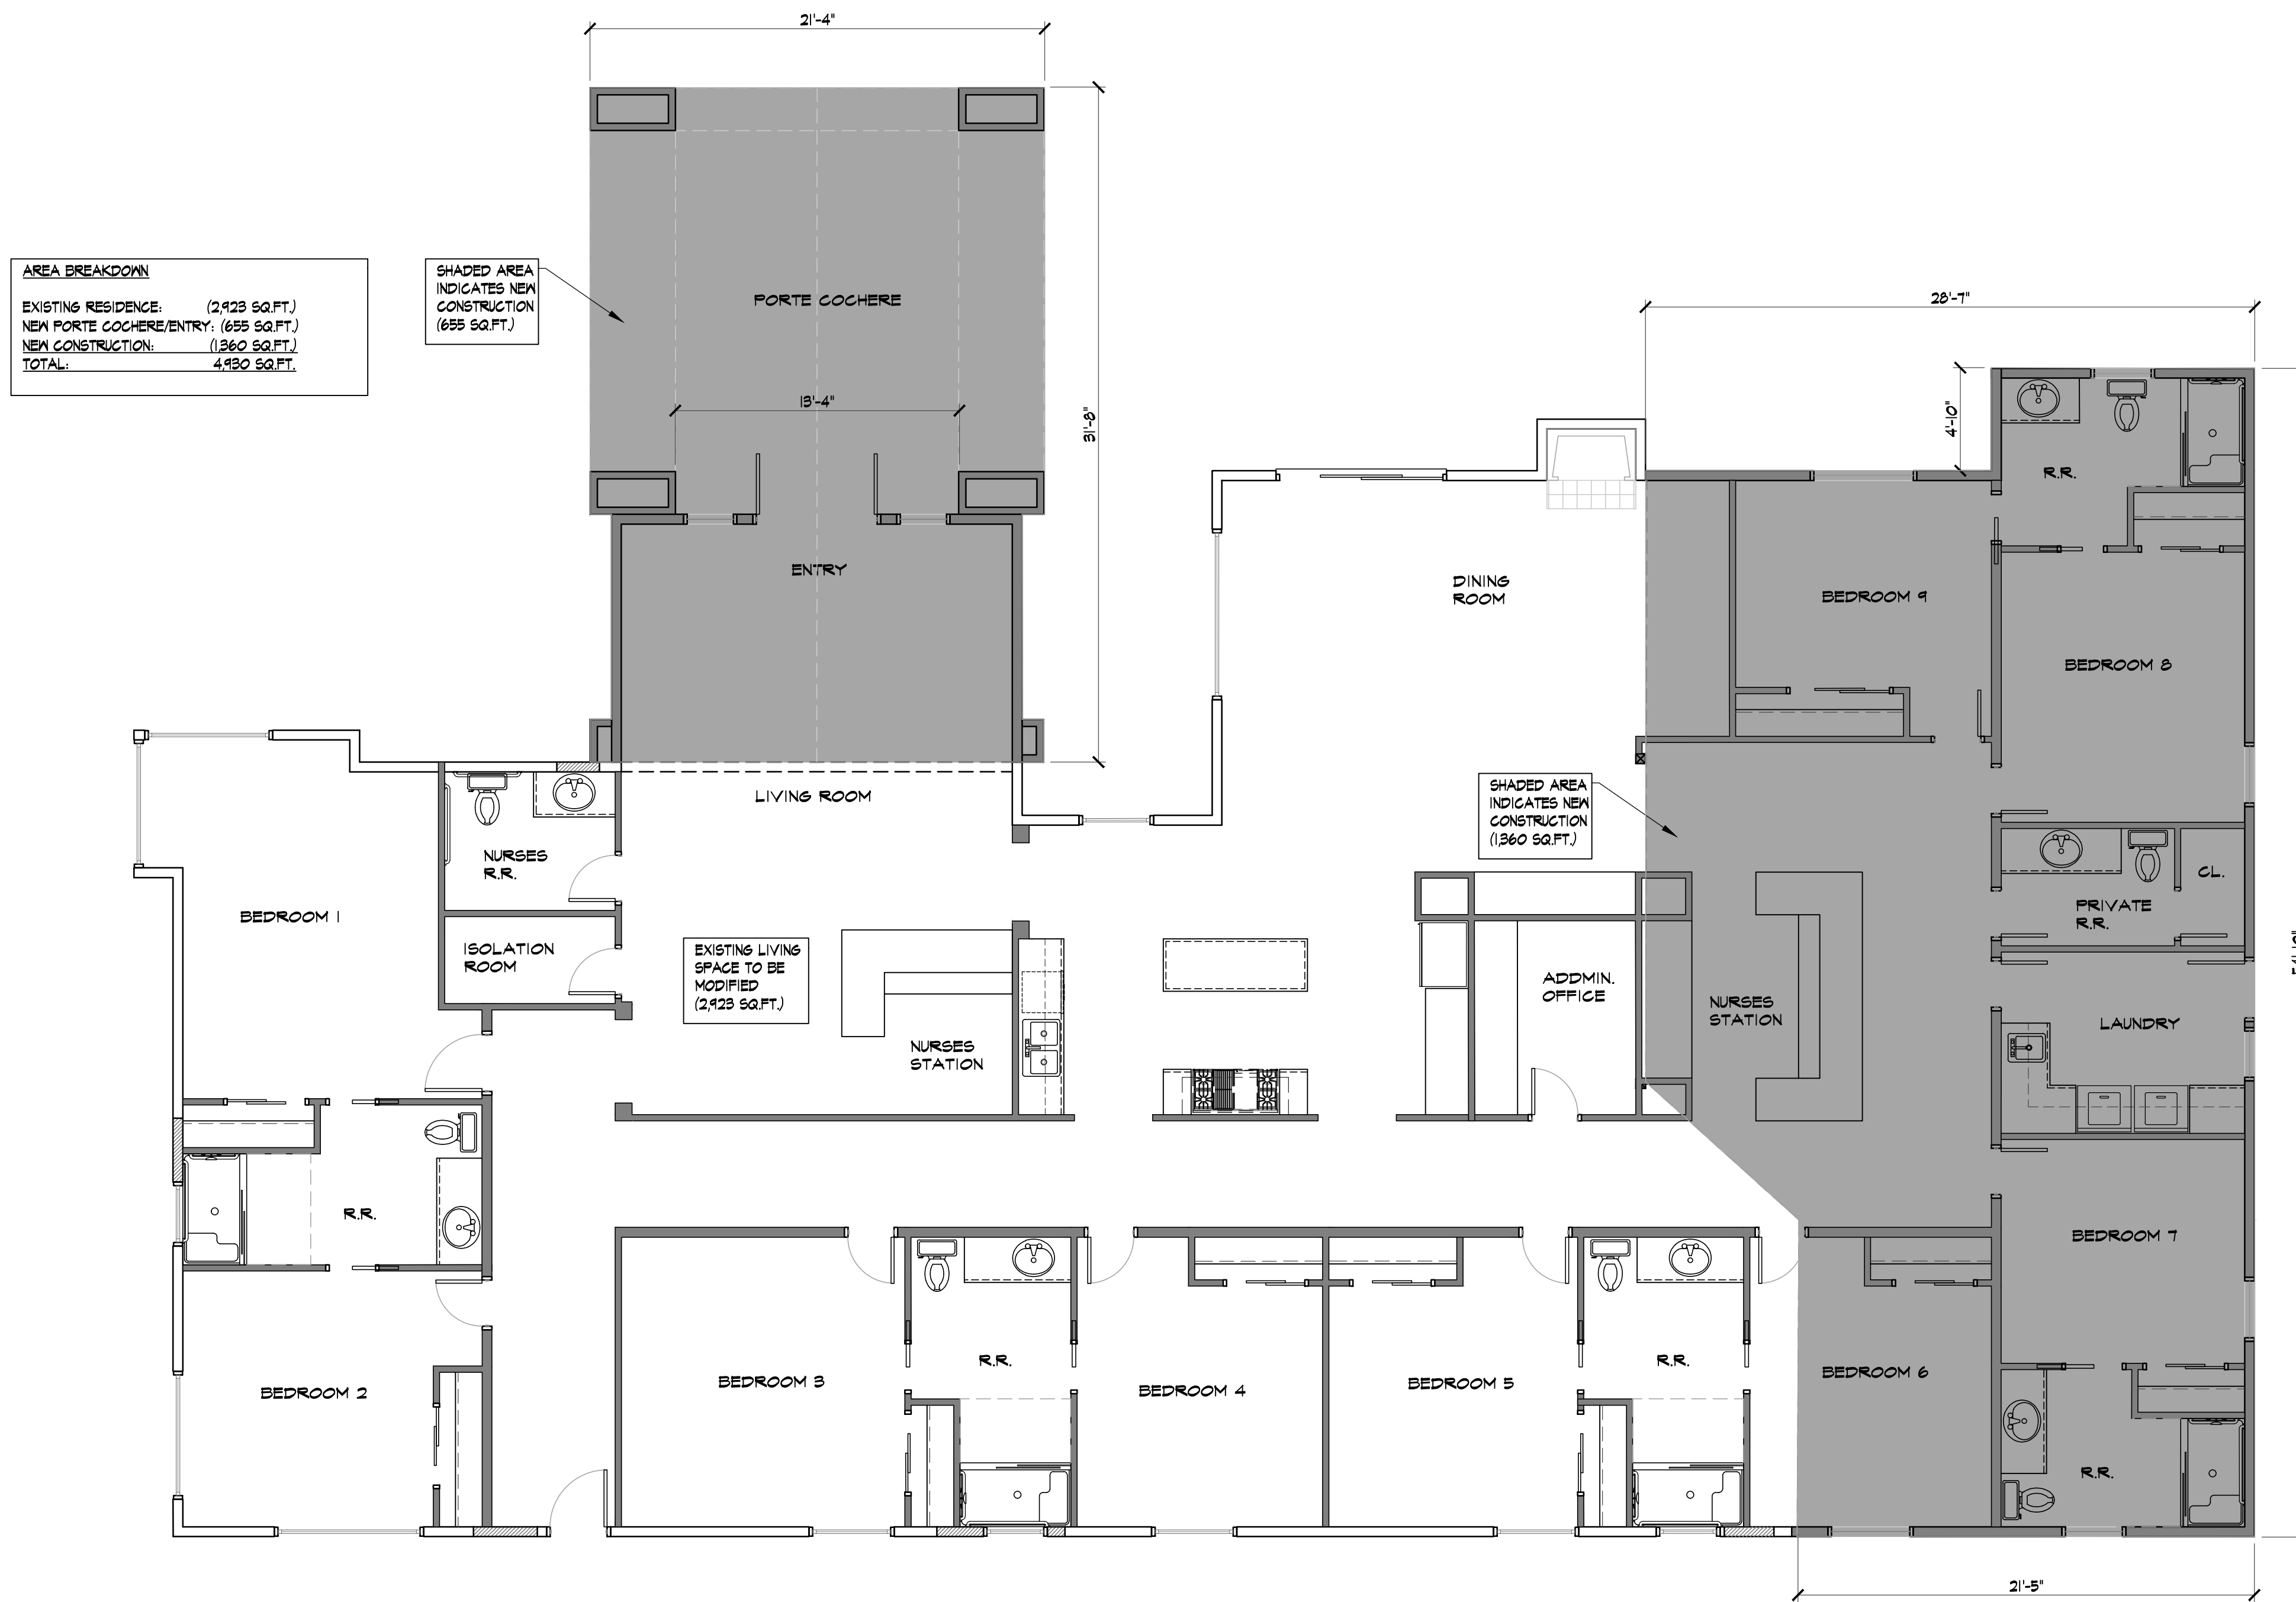 21'-4"
AREA BREAKDOWN
EXISTING RESIDENCE: (2,923 SQ.FT.)
NEW PORTE COCHERE/ENTRY: (655 SQ.FT.)
NEW CONSTRUCTION: (1,360 SQ.FT.)
TOTAL: 4,930 SQ.FT.
SHADED AREA
INDICATES NEW
CONSTRUCTION
(655 SQ.FT.)
PORTE COCHERE
28'-7"
13'-4"
31'-8"
4'-10"
R.R.
ENTRY
DINING
ROOM
BEDROOM 9
BEDROOM 8
LIVING ROOM
SHADED AREA
INDICATES NEW
CONSTRUCTION
(1,360 SQ.FT.)
NURSES
R.R.
CL.
BEDROOM 1
PRIVATE
R.R.
ISOLATION
ROOM
EXISTING LIVING
SPACE TO BE
MODIFIED
(2,923 SQ.FT.)
ADDMIN.
OFFICE
NURSES
STATION
LAUNDRY
NURSES
STATION
R.R.
BEDROOM 7
R.R.
R.R.
BEDROOM 2
BEDROOM 3
BEDROOM 4
BEDROOM 5
BEDROOM 6
R.R.
21'-5"